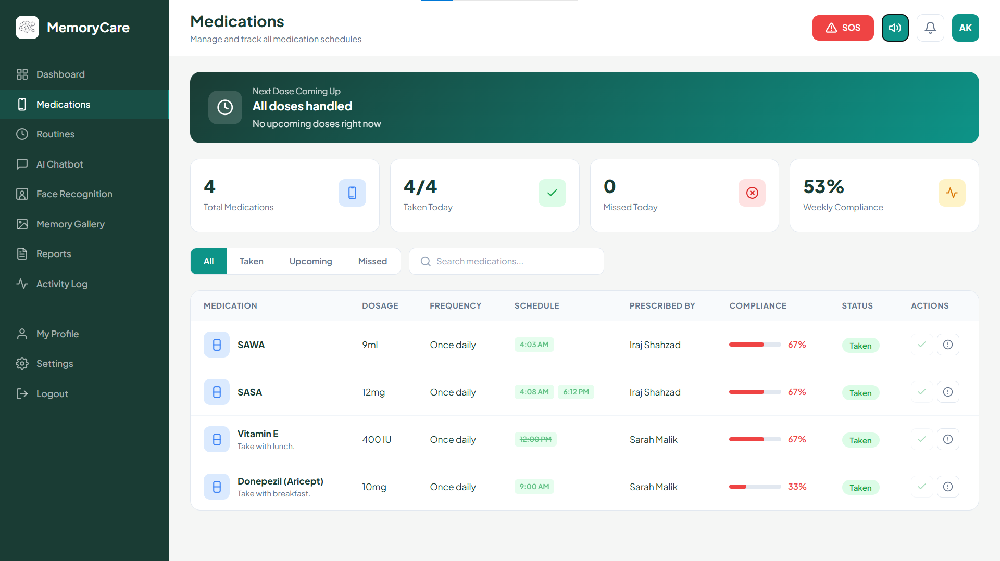 MemoryCare
Dashboard
Medications
Routines
AI Chatbot
Face Recognition
Memory Gallery
Reports
Activity Log
My Profile
Settings
Logout
Medications
Manage and track all medication schedules
SOS
AK
Next Dose Coming Up
All doses handled
No upcoming doses right now
4
Total Medications
4/4
Taken Today
0
Missed Today
53%
Weekly Compliance
All Taken Upcoming Missed
Search medications...
MEDICATION DOSAGE FREQUENCY SCHEDULE PRESCRIBED BY COMPLIANCE STATUS ACTIONS
SAWA 9ml Once daily 4:03 AM Iraj Shahzad 67% Taken
SASA 12mg Once daily 4:08 AM 6:12 PM Iraj Shahzad 67% Taken
Vitamin E 400 IU Once daily 12:00 PM Sarah Malik 67% Taken
Take with lunch.
Donepezil (Aricept) 10mg Once daily 9:00 AM Sarah Malik 33% Taken
Take with breakfast.